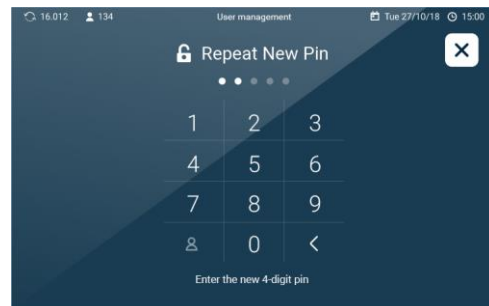 16.012 134 User management Tue 27/10/18 15:00
Repeat New Pin
1 2 3
4 5 6
7 8 9
0
Enter the new 4-digit pin